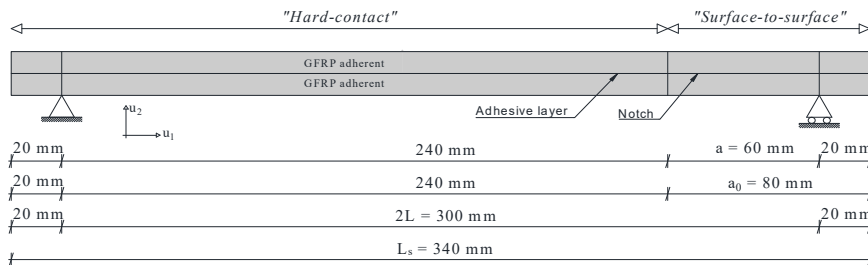 "Hard-contact" "Surface-to-surface"
GFRP adherent
GFRP adherent
u2 Adhesive layer Notch
u1
20 mm 240 mm a = 60 mm 20 mm
20 mm 240 mm a0 = 80 mm
20 mm 2L = 300 mm 20 mm
Ls = 340 mm